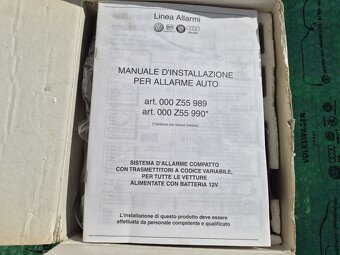 Linea Allarmi
MANUALE D'INSTALLAZIONE
PER ALLARME AUTO
art. 000 Z55 989
art. 000 Z55 990*
SISTEMA D'ALLARME COMPATTO
CON TRASMETTITORI A CODICE VARIABILE,
PER TUTTE LE VETTURE
ALIMENTATE CON BATTERIA 12V
L'installazione di questo prodotto deve essere
effettuata da personale competente e qualificato
VOLKSWAGEN